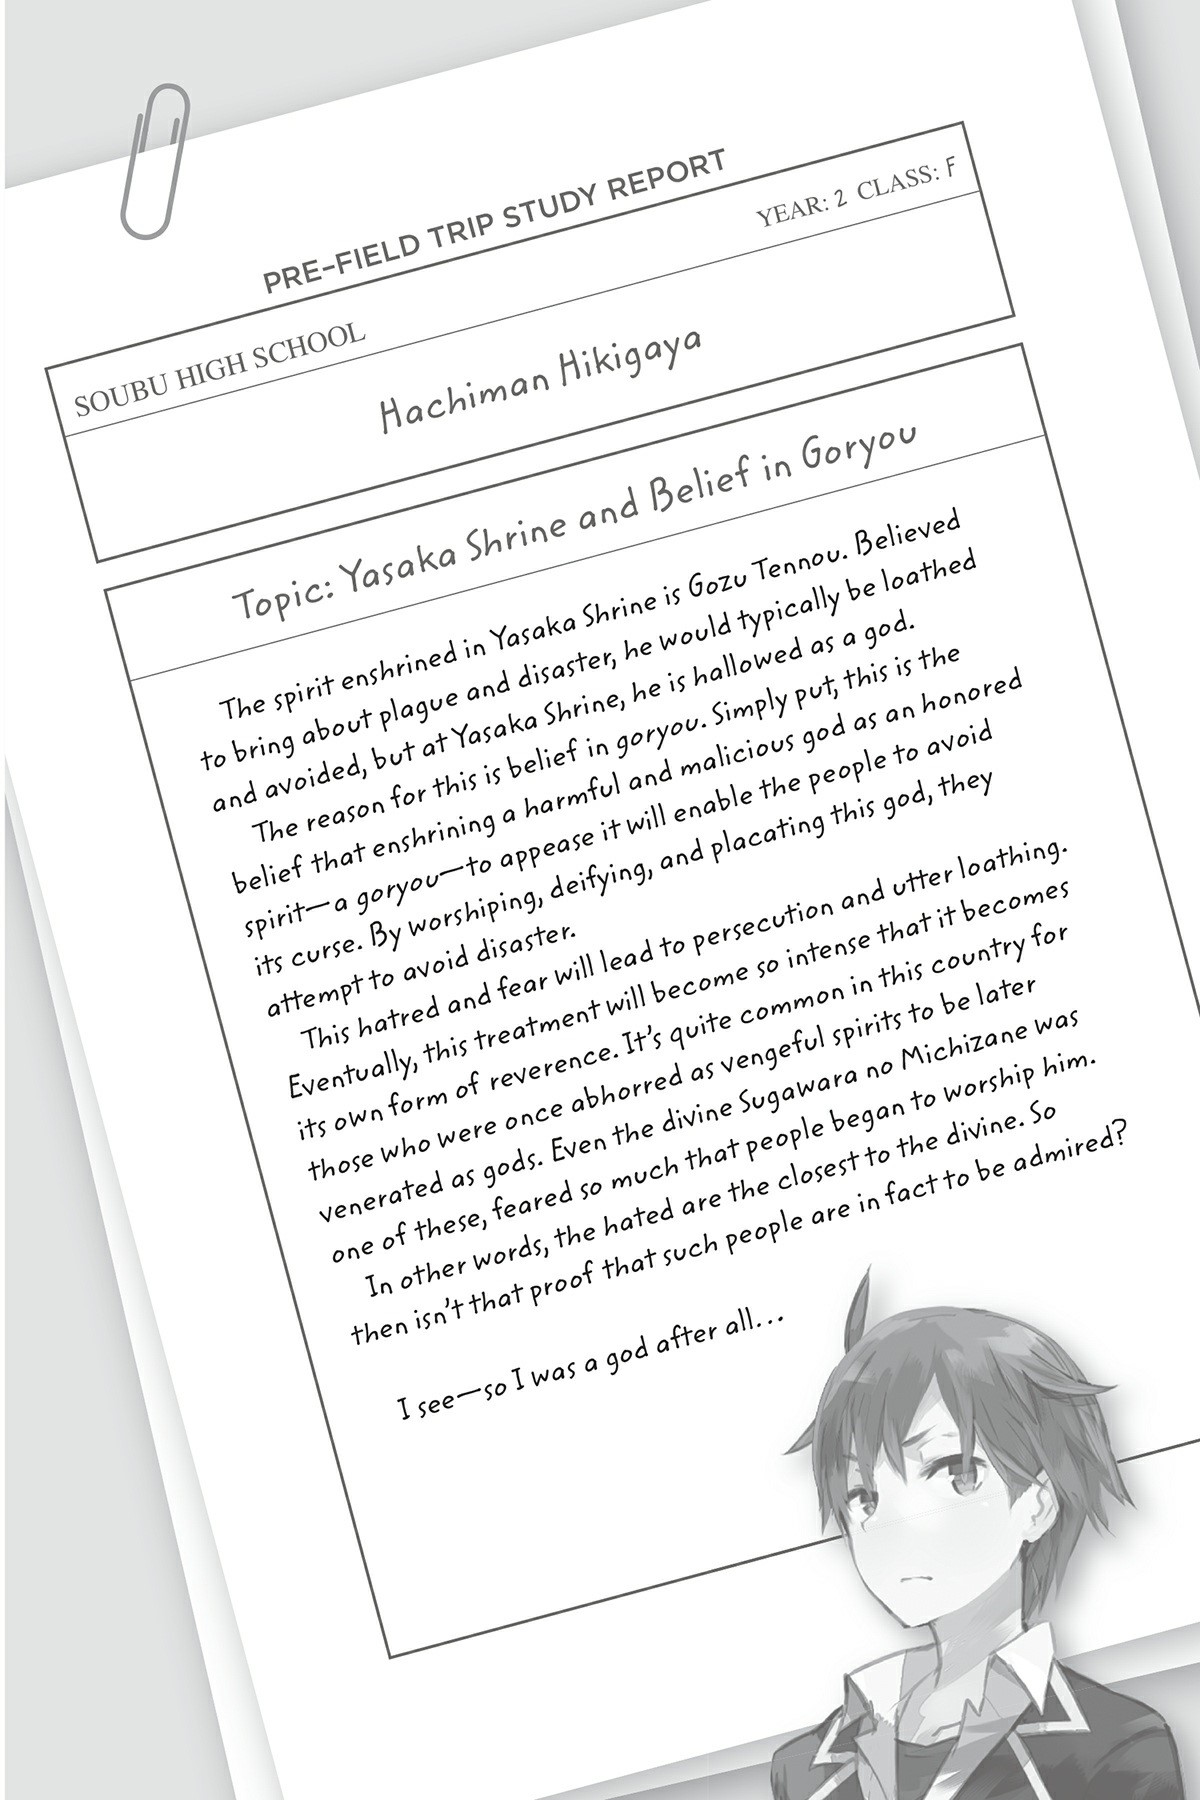 PRE-FIELD TRIP STUDY REPORT
SOUBU HIGH SCHOOL
YEAR: 2 CLASS: F
Hachiman Hikigaya
Topic: Yasaka Shrine and Belief in Goryou
The spirit enshrined in Yasaka Shrine is Gozu Tennou. Believed
to bring about plague and disaster, he would typically be loathed
and avoided, but at Yasaka Shrine, he is hallowed as a god.
The reason for this is belief in goryou. Simply put, this is the
belief that enshrining a harmful and malicious god as an honored
spirit—a goryou—to appease it will enable the people to avoid
its curse. By worshiping, deifying, and placating this god, they
attempt to avoid disaster.
This hatred and fear will lead to persecution and utter loathing.
Eventually, this treatment will become so intense that it becomes
its own form of reverence. It's quite common in this country for
those who were once abhorred as vengeful spirits to be later
venerated as gods. Even the divine Sugawara no Michizane was
one of these, feared so much that people began to worship him.
In other words, the hated are the closest to the divine. So
then isn't that proof that such people are in fact to be admired?
I see—so I was a god after all...